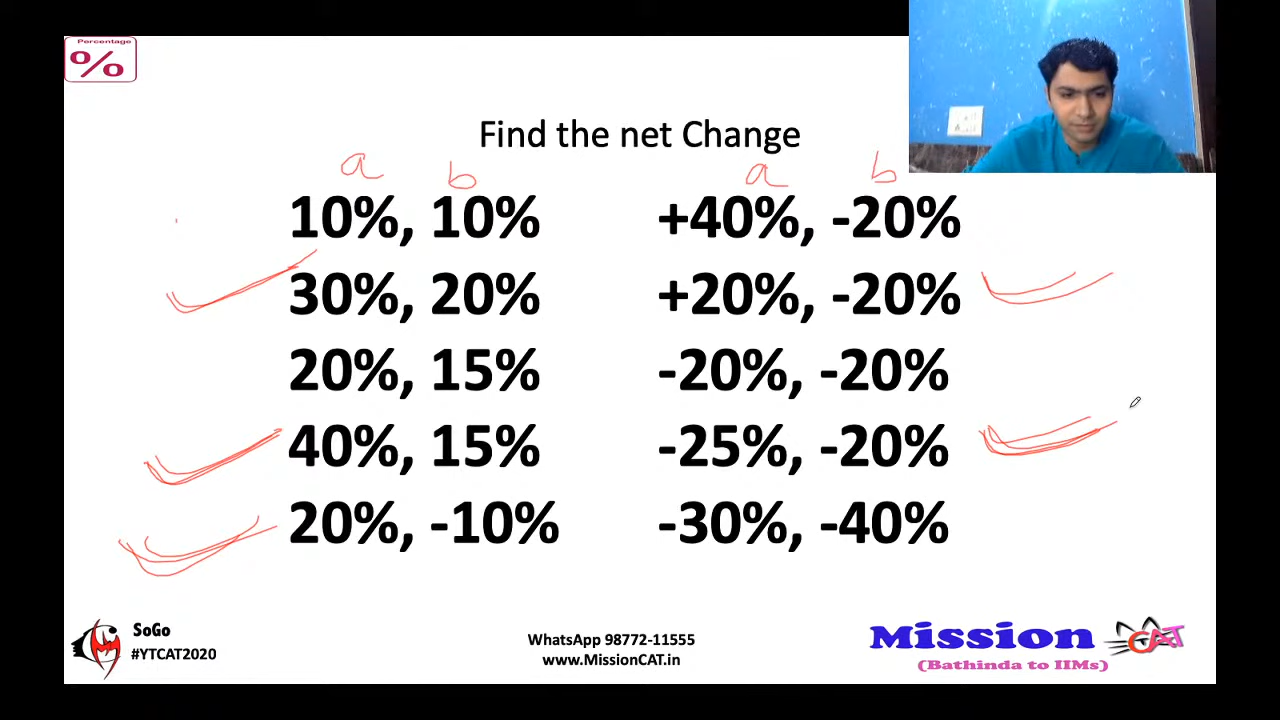 Percentage
%
Find the net Change
a b a b
10%, 10% +40%, -20%
30%, 20% +20%, -20%
20%, 15% -20%, -20%
40%, 15% -25%, -20%
20%, -10% -30%, -40%
SoGo
#YTCAT2020
WhatsApp 98772-11555
www.MissionCAT.in
Mission CAT
(Bathinda to IIMs)